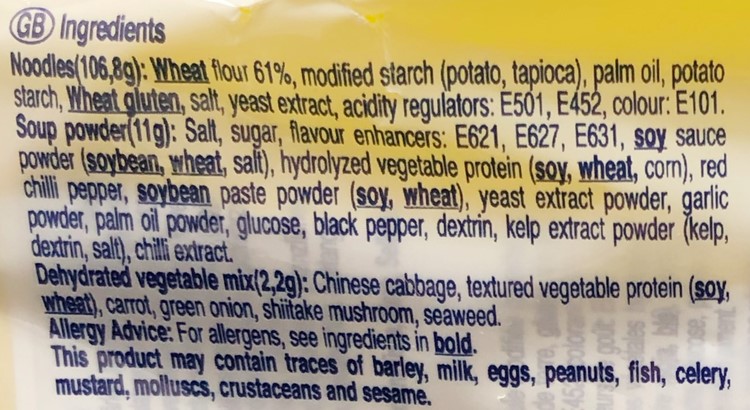 GB Ingredients
Noodles(106,8g): Wheat flour 61%, modified starch (potato, tapioca), palm oil, potato
starch, Wheat gluten, salt, yeast extract, acidity regulators: E501, E452, colour: E101.
Soup powder(11g): Salt, sugar, flavour enhancers: E621, E627, E631, soy sauce
powder (soybean, wheat, salt), hydrolyzed vegetable protein (soy, wheat, corn), red
chilli pepper, soybean paste powder (soy, wheat), yeast extract powder, garlic
powder, palm oil powder, glucose, black pepper, dextrin, kelp extract powder (kelp,
dextrin, salt), chilli extract.
Dehydrated vegetable mix(2,2g): Chinese cabbage, textured vegetable protein (soy,
wheat), carrot, green onion, shiitake mushroom, seaweed.
Allergy Advice: For allergens, see ingredients in bold.
This product may contain traces of barley, milk, eggs, peanuts, fish, celery,
mustard, molluscs, crustaceans and sesame.